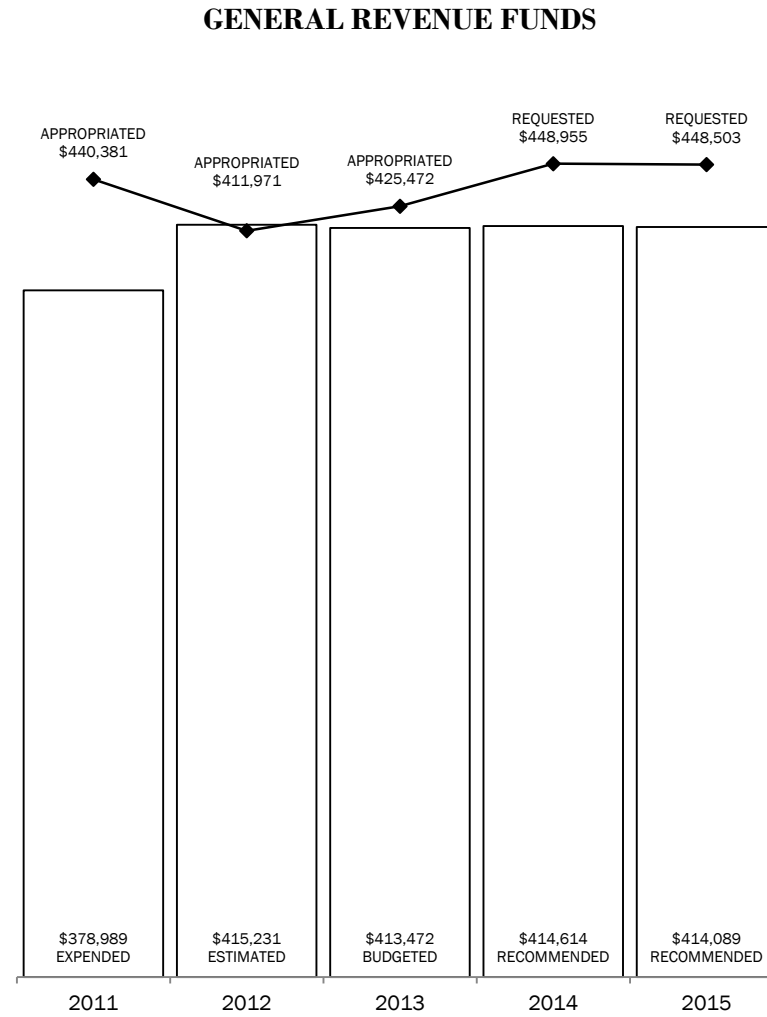 GENERAL REVENUE FUNDS
APPROPRIATED
$440,381
APPROPRIATED
$411,971
APPROPRIATED
$425,472
REQUESTED
$448,955
REQUESTED
$448,503
$378,989
EXPENDED
$415,231
ESTIMATED
$413,472
BUDGETED
$414,614
RECOMMENDED
$414,089
RECOMMENDED
2011
2012
2013
2014
2015